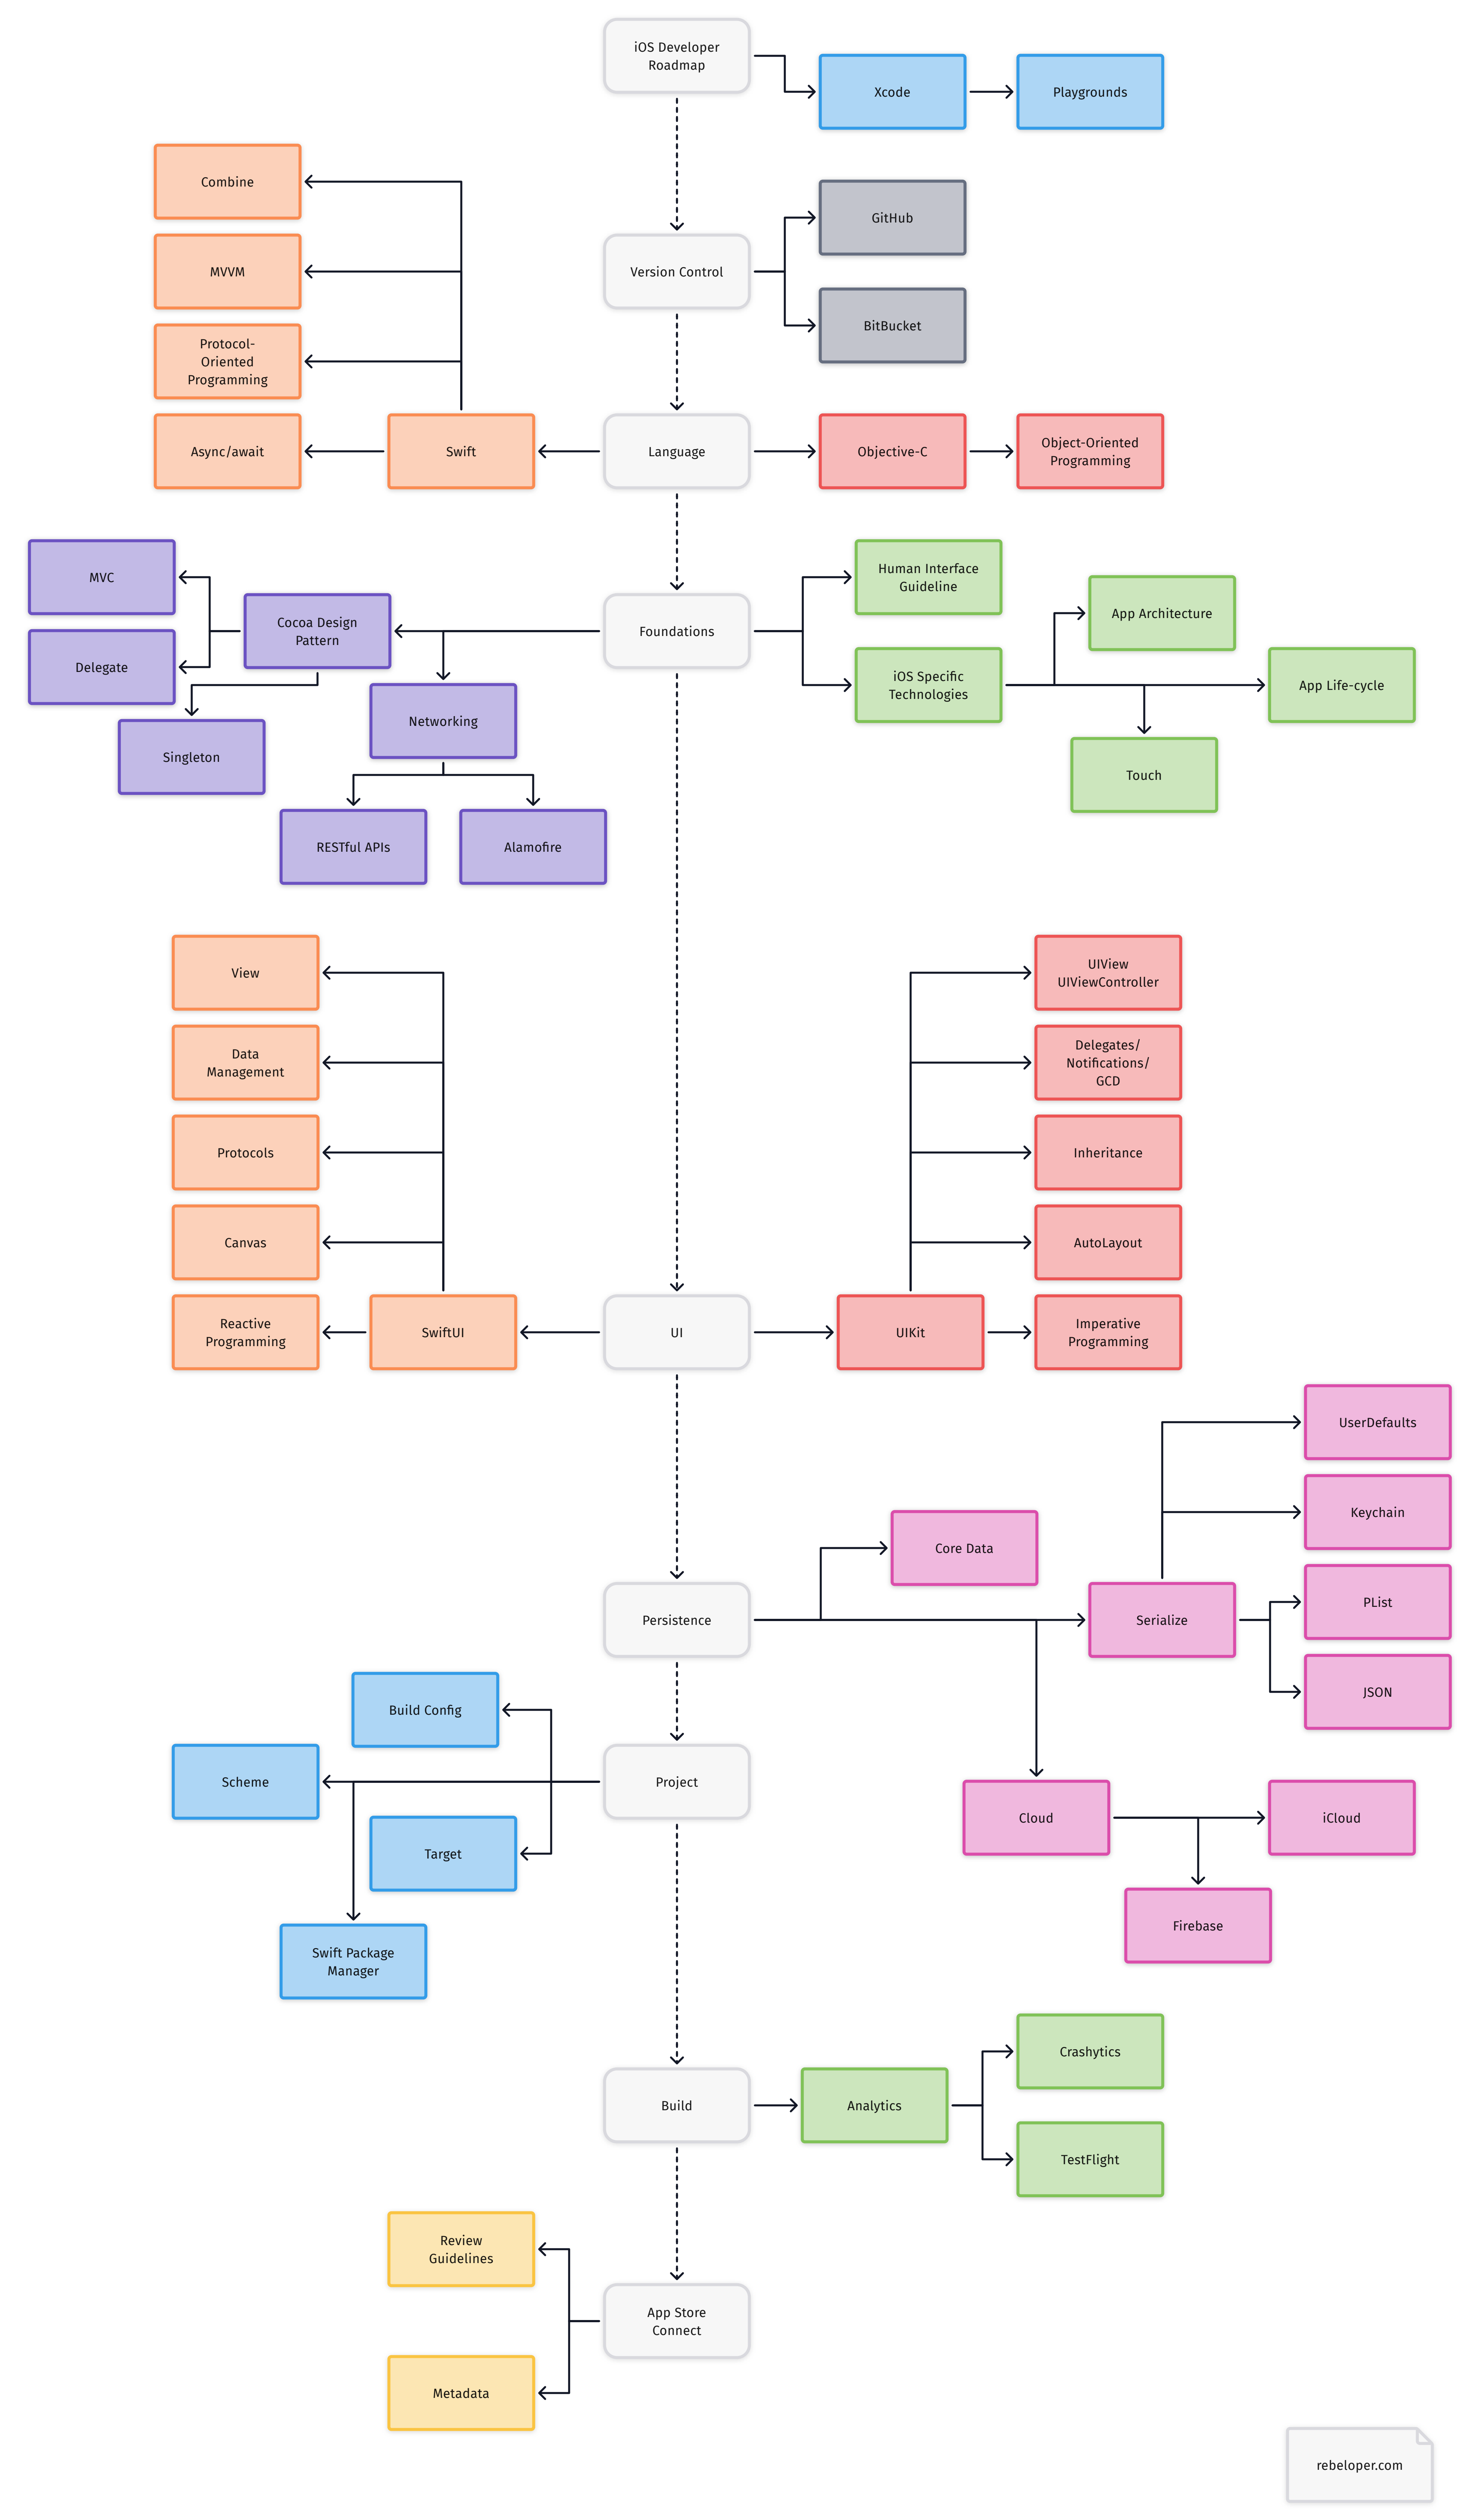 iOS Developer
Roadmap
Xcode
Playgrounds
Combine
GitHub
MVVM
Version Control
BitBucket
Protocol-
Oriented
Programming
Async/await
Swift
Language
Objective-C
Object-Oriented
Programming
MVC
Human Interface
Guideline
Cocoa Design
Pattern
Foundations
App Architecture
Delegate
iOS Specific
Technologies
App Life-cycle
Networking
Singleton
Touch
RESTful APIs
Alamofire
View
UIView
UIViewController
Data
Management
Delegates/
Notifications/
GCD
Protocols
Inheritance
Canvas
AutoLayout
Reactive
Programming
SwiftUI
UI
UIKit
Imperative
Programming
UserDefaults
Keychain
Core Data
PList
Persistence
Serialize
JSON
Build Config
Scheme
Project
Cloud
iCloud
Target
Firebase
Swift Package
Manager
Crashytics
Build
Analytics
TestFlight
Review
Guidelines
App Store
Connect
Metadata
rebeloper.com